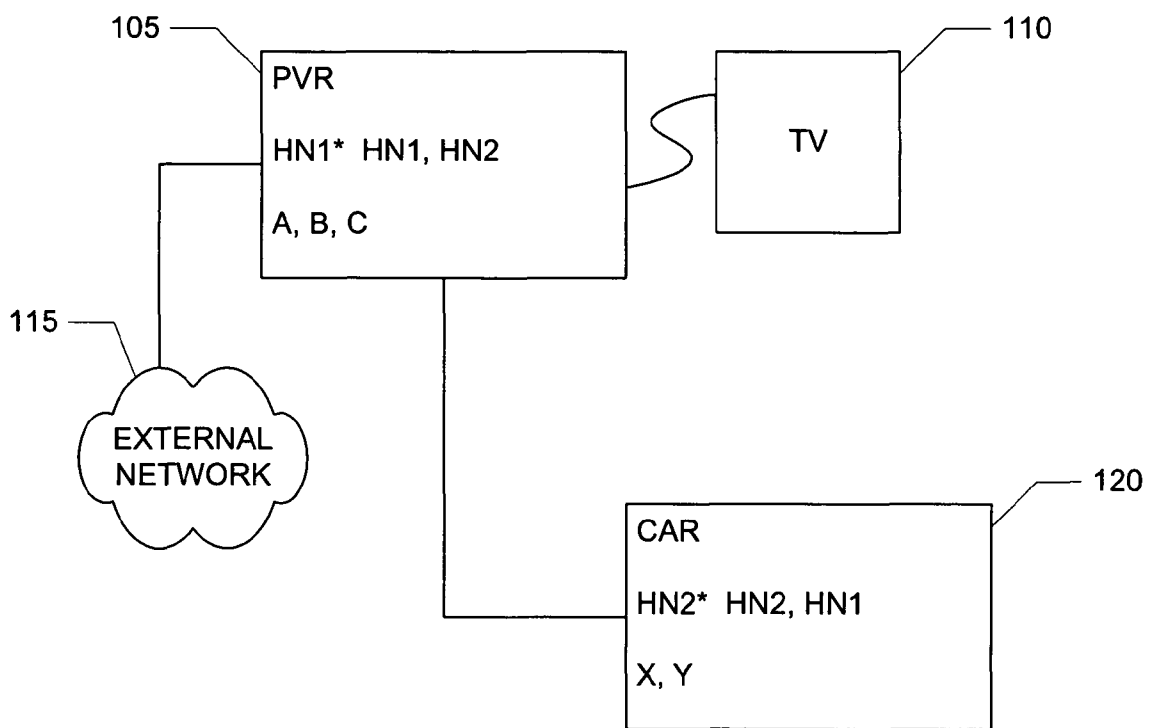 105
110
PVR
HN1* HN1, HN2
A, B, C
TV
115
EXTERNAL
NETWORK
120
CAR
HN2* HN2, HN1
X, Y